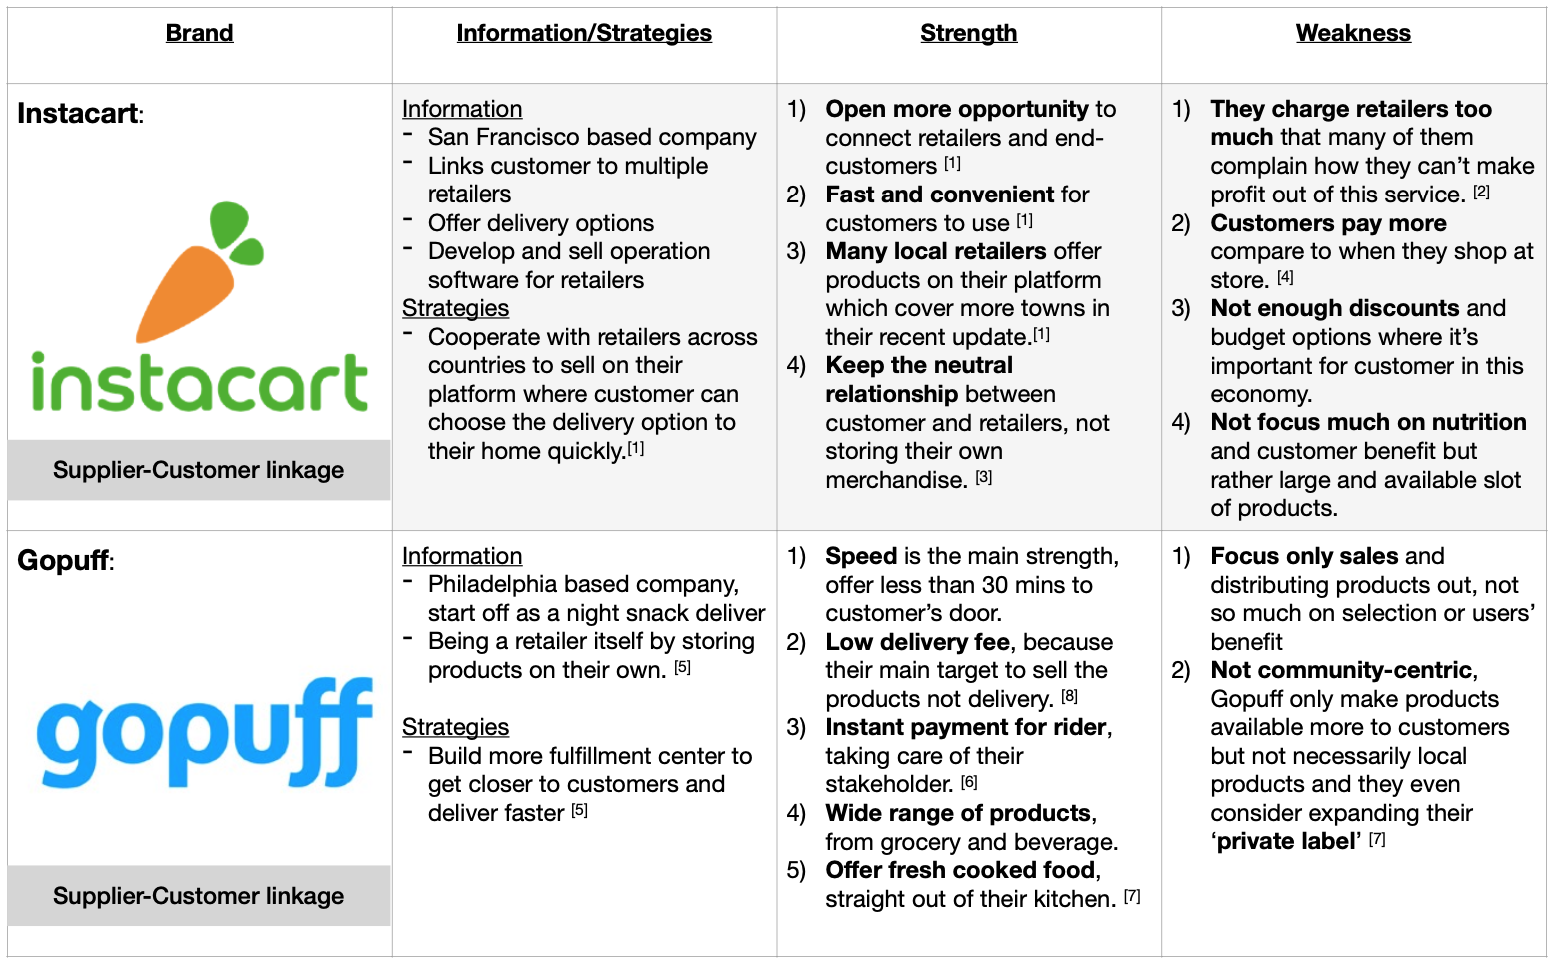 Brand
Information/Strategies
Strength
Weakness
Instacart:
instacart
Supplier-Customer linkage
Information
- San Francisco based company
- Links customer to multiple
retailers
- Offer delivery options
- Develop and sell operation
software for retailers
Strategies
- Cooperate with retailers across
countries to sell on their
platform where customer can
choose the delivery option to
their home quickly.[1]
1) Open more opportunity to
connect retailers and end-
customers [1]
2) Fast and convenient for
customers to use [1]
3) Many local retailers offer
products on their platform
which cover more towns in
their recent update.[1]
4) Keep the neutral
relationship between
customer and retailers, not
storing their own
merchandise. [3]
1) They charge retailers too
much that many of them
complain how they can’t make
profit out of this service. [2]
2) Customers pay more
compare to when they shop at
store. [4]
3) Not enough discounts and
budget options where it’s
important for customer in this
economy.
4) Not focus much on nutrition
and customer benefit but
rather large and available slot
of products.
Gopuff:
gopuff
Supplier-Customer linkage
Information
- Philadelphia based company,
start off as a night snack deliver
- Being a retailer itself by storing
products on their own. [5]
Strategies
- Build more fulfillment center to
get closer to customers and
deliver faster [5]
1) Speed is the main strength,
offer less than 30 mins to
customer’s door.
2) Low delivery fee, because
their main target to sell the
products not delivery. [8]
3) Instant payment for rider,
taking care of their
stakeholder. [6]
4) Wide range of products,
from grocery and beverage.
5) Offer fresh cooked food,
straight out of their kitchen. [7]
1) Focus only sales and
distributing products out, not
so much on selection or users’
benefit
2) Not community-centric,
Gopuff only make products
available more to customers
but not necessarily local
products and they even
consider expanding their
‘private label’ [7]